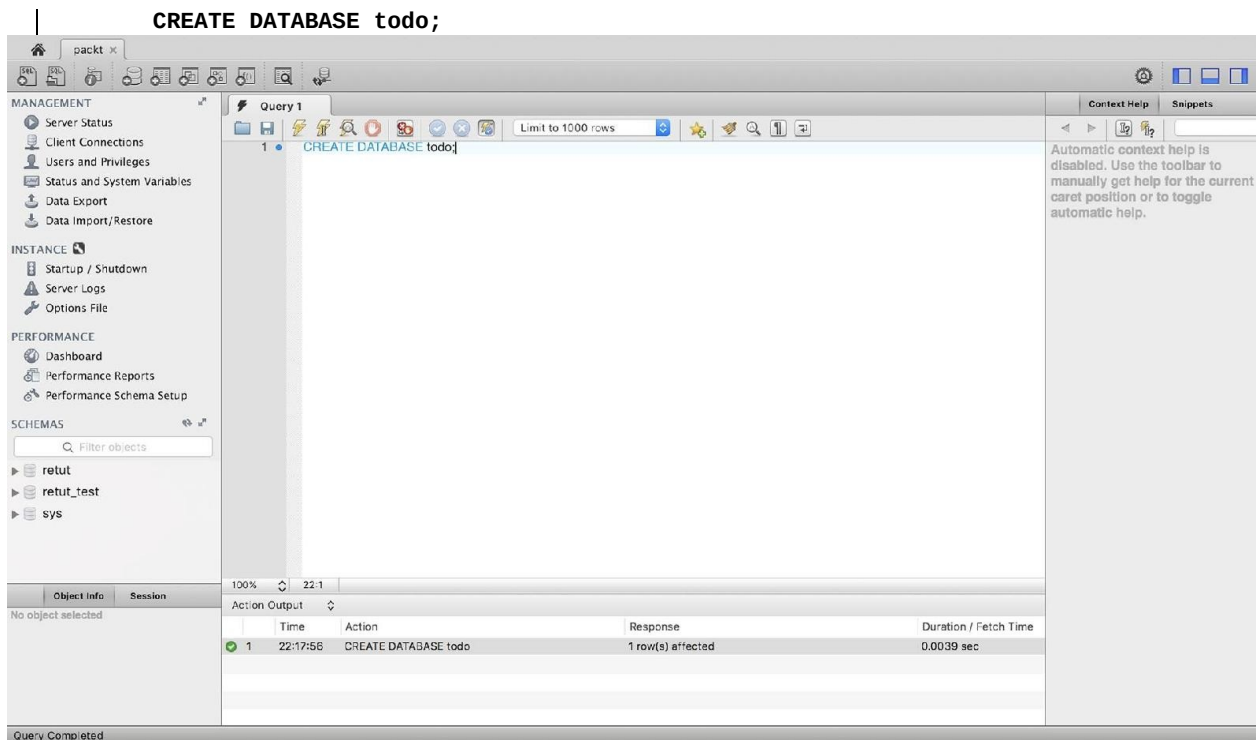 CREATE DATABASE todo;
packt ×
MANAGEMENT
Server Status
Client Connections
Users and Privileges
Status and System Variables
Data Export
Data Import/Restore
INSTANCE
Startup / Shutdown
Server Logs
Options File
PERFORMANCE
Dashboard
Performance Reports
Performance Schema Setup
SCHEMAS
Filter objects
retut
retut_test
sys
Object Info Session
No object selected
Query 1
Limit to 1000 rows
1 CREATE DATABASE todo;
100% 22:1
Action Output
Time Action Response Duration / Fetch Time
1 22:17:56 CREATE DATABASE todo 1 row(s) affected 0.0039 sec
Context Help Snippets
Automatic context help is
disabled. Use the toolbar to
manually get help for the current
caret position or to toggle
automatic help.
Query Completed